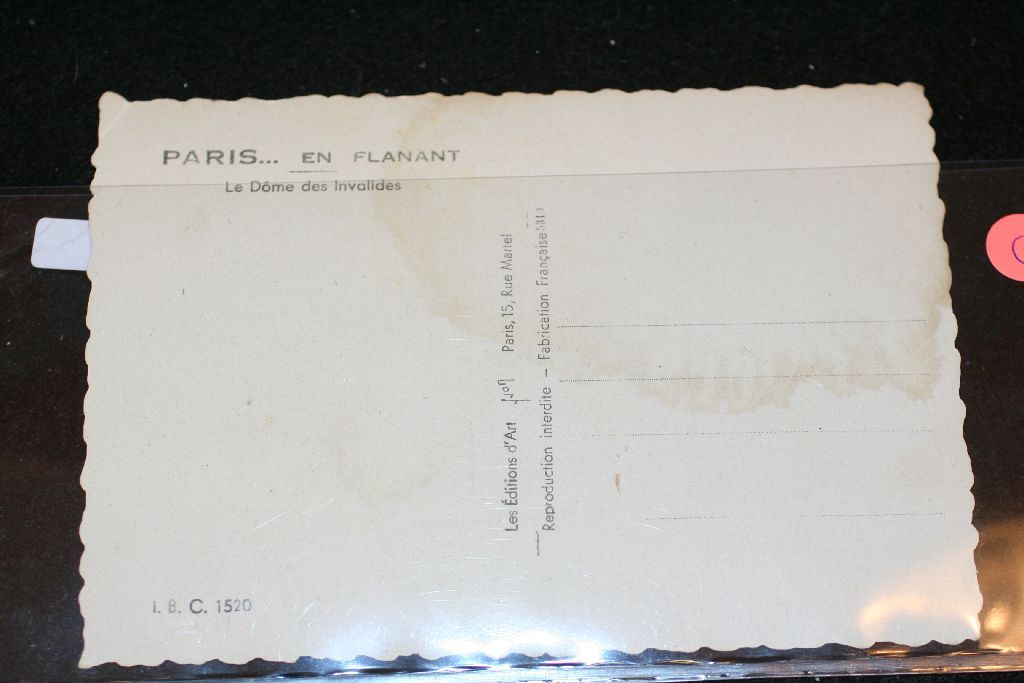 PARIS... EN FLANANT
Le Dôme des Invalides
Les Éditions d'Art Yvon Paris, 15, Rue Martel
Reproduction interdite — Fabrication Française
I. B. C. 1520